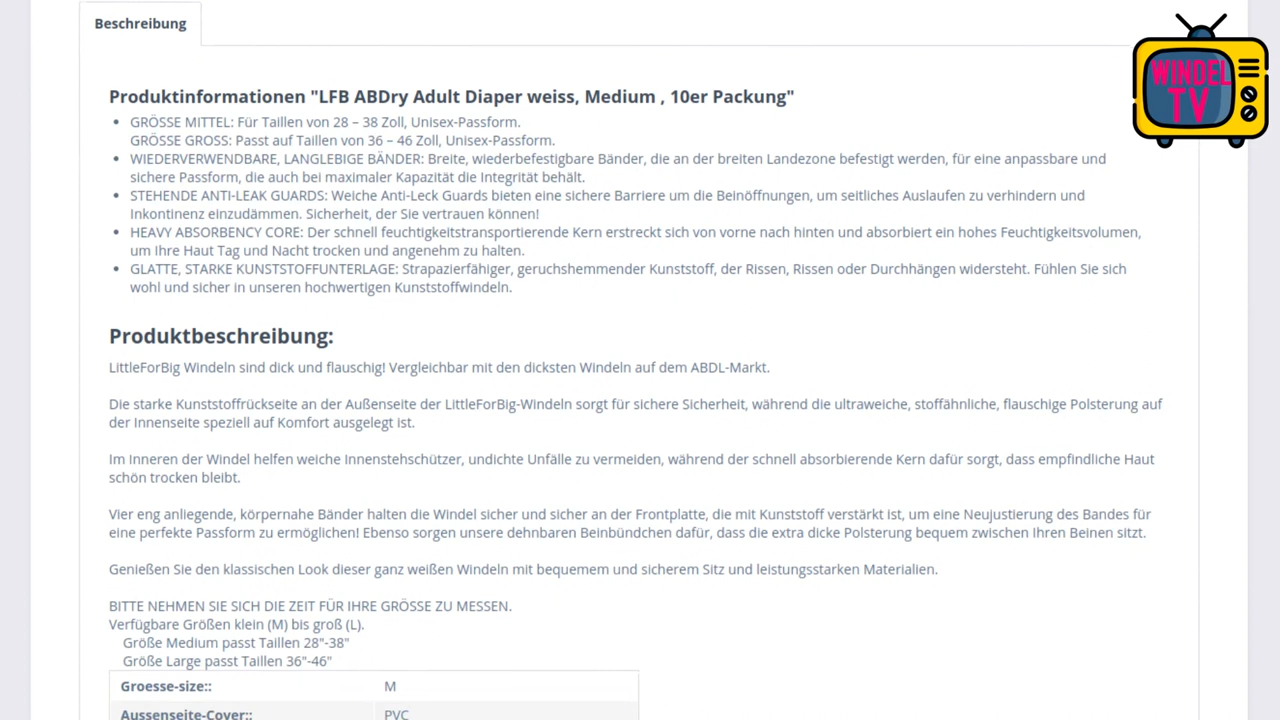 Beschreibung
WINDEL
TV
Produktinformationen "LFB ABDry Adult Diaper weiss, Medium , 10er Packung"
GRÖSSE MITTEL: Für Taillen von 28 – 38 Zoll, Unisex-Passform.
GRÖSSE GROSS: Passt auf Taillen von 36 – 46 Zoll, Unisex-Passform.
WIEDERVERWENDBARE, LANGLEBIGE BÄNDER: Breite, wiederbefestigbare Bänder, die an der breiten Landezone befestigt werden, für eine anpassbare und
sichere Passform, die auch bei maximaler Kapazität die Integrität behält.
STEHENDE ANTI-LEAK GUARDS: Weiche Anti-Leck Guards bieten eine sichere Barriere um die Beinöffnungen, um seitliches Auslaufen zu verhindern und
Inkontinenz einzudämmen. Sicherheit, der Sie vertrauen können!
HEAVY ABSORBENCY CORE: Der schnell feuchtigkeitstransportierende Kern erstreckt sich von vorne nach hinten und absorbiert ein hohes Feuchtigkeitsvolumen,
um Ihre Haut Tag und Nacht trocken und angenehm zu halten.
GLATTE, STARKE KUNSTSTOFFUNTERLAGE: Strapazierfähiger, geruchshemmender Kunststoff, der Rissen, Rissen oder Durchhängen widersteht. Fühlen Sie sich
wohl und sicher in unseren hochwertigen Kunststoffwindeln.
Produktbeschreibung:
LittleForBig Windeln sind dick und flauschig! Vergleichbar mit den dicksten Windeln auf dem ABDL-Markt.
Die starke Kunststoffrückseite an der Außenseite der LittleForBig-Windeln sorgt für sichere Sicherheit, während die ultraweiche, stoffähnliche, flauschige Polsterung auf
der Innenseite speziell auf Komfort ausgelegt ist.
Im Inneren der Windel helfen weiche Innenstehschützer, undichte Unfälle zu vermeiden, während der schnell absorbierende Kern dafür sorgt, dass empfindliche Haut
schön trocken bleibt.
Vier eng anliegende, körpernahe Bänder halten die Windel sicher und sicher an der Frontplatte, die mit Kunststoff verstärkt ist, um eine Neujustierung des Bandes für
eine perfekte Passform zu ermöglichen! Ebenso sorgen unsere dehnbaren Beinbündchen dafür, dass die extra dicke Polsterung bequem zwischen Ihren Beinen sitzt.
Genießen Sie den klassischen Look dieser ganz weißen Windeln mit bequemem und sicherem Sitz und leistungsstarken Materialien.
BITTE NEHMEN SIE SICH DIE ZEIT FÜR IHRE GRÖSSE ZU MESSEN.
Verfügbare Größen klein (M) bis groß (L).
Größe Medium passt Taillen 28"-38"
Größe Large passt Taillen 36"-46"
Groesse-size:: M
Aussenseite-Cover:: PVC